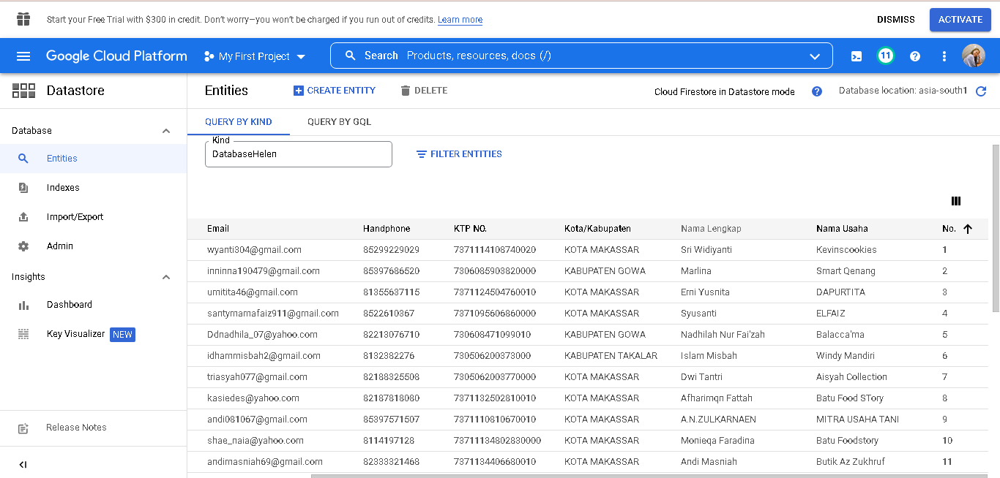 Start your Free Trial with $300 in credit. Don't worry—you won't be charged if you run out of credits. Learn more
DISMISS
ACTIVATE
Google Cloud Platform
My First Project
Search Products, resources, docs (/)
11
Datastore
Entities
CREATE ENTITY
DELETE
Cloud Firestore in Datastore mode
Database location: asia-south1
Database
Entities
Indexes
Import/Export
Admin
Insights
Dashboard
Key Visualizer NEW
Release Notes
QUERY BY KIND
QUERY BY GQL
Kind
DatabaseHelen
FILTER ENTITIES
Email Handphone KTP NO. Kota/Kabupaten Nama Lengkap Nama Usaha No.
wyanti304@gmail.com 85299229029 7371114108740020 KOTA MAKASSAR Sri Widiyanti Kevinscookies 1
inninna190479@gmail.com 85397686520 7306085903820000 KABUPATEN GOWA Marlina Smart Qenang 2
umitita46@gmail.com 81355637115 7371124504760010 KOTA MAKASSAR Erni Yusnita DAPURTITA 3
santymamafaiz911@gmail.com 8522610367 7371095606860000 KOTA MAKASSAR Syusanti ELFAIZ 4
Ddnadhila_07@yahoo.com 82213076710 730608471099010 KABUPATEN GOWA Nadhilah Nur Fai'zah Balacca'ma 5
idhammisbah2@gmail.com 8132382276 730506200373000 KABUPATEN TAKALAR Islam Misbah Windy Mandiri 6
triasyah077@gmail.com 82188325508 7305062003770000 KOTA MAKASSAR Dwi Tantri Aisyah Collection 7
kasiedes@yahoo.com 82187818080 7371132502810010 KOTA MAKASSAR Afharimqn Fattah Batu Food STory 8
andi081067@gmail.com 85397571507 7371110810670010 KOTA MAKASSAR A.N.ZULKARNAEN MITRA USAHA TANI 9
shae_naia@yahoo.com 8114197128 73711134802830000 KOTA MAKASSAR Monieqa Faradina Batu Foodstory 10
andimasniah69@gmail.com 82333321468 7371134406680010 KOTA MAKASSAR Andi Masniah Butik Az Zukhruf 11